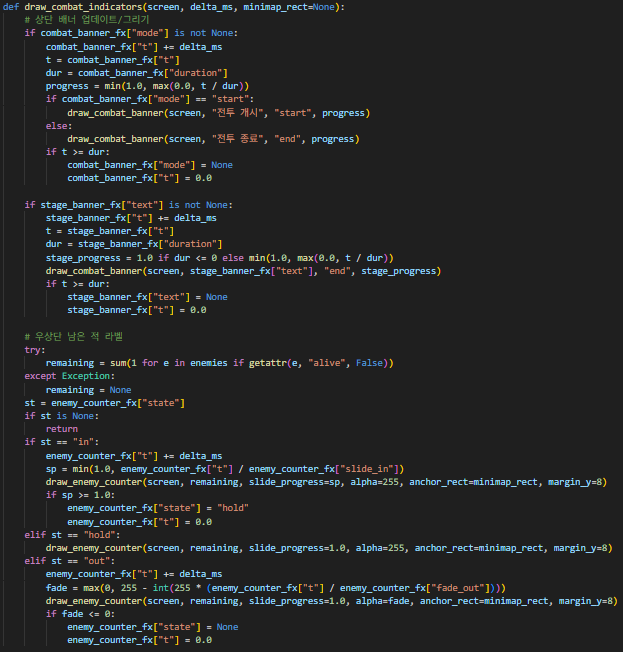 def draw_combat_indicators(screen, delta_ms, minimap_rect=None):
    # 상단 배너 업데이트/그리기
    if combat_banner_fx["mode"] is not None:
        combat_banner_fx["t"] += delta_ms
        t = combat_banner_fx["t"]
        dur = combat_banner_fx["duration"]
        progress = min(1.0, max(0.0, t / dur))
        if combat_banner_fx["mode"] == "start":
            draw_combat_banner(screen, "전투 개시", "start", progress)
        else:
            draw_combat_banner(screen, "전투 종료", "end", progress)
        if t >= dur:
            combat_banner_fx["mode"] = None
            combat_banner_fx["t"] = 0.0

    if stage_banner_fx["text"] is not None:
        stage_banner_fx["t"] += delta_ms
        t = stage_banner_fx["t"]
        dur = stage_banner_fx["duration"]
        stage_progress = 1.0 if dur <= 0 else min(1.0, max(0.0, t / dur))
        draw_combat_banner(screen, stage_banner_fx["text"], "end", stage_progress)
        if t >= dur:
            stage_banner_fx["text"] = None
            stage_banner_fx["t"] = 0.0

    # 우상단 남은 적 라벨
    try:
        remaining = sum(1 for e in enemies if getattr(e, "alive", False))
    except Exception:
        remaining = None
    st = enemy_counter_fx["state"]
    if st is None:
        return
    if st == "in":
        enemy_counter_fx["t"] += delta_ms
        sp = min(1.0, enemy_counter_fx["t"] / enemy_counter_fx["slide_in"])
        draw_enemy_counter(screen, remaining, slide_progress=sp, alpha=255, anchor_rect=minimap_rect, margin_y=8)
        if sp >= 1.0:
            enemy_counter_fx["state"] = "hold"
            enemy_counter_fx["t"] = 0.0
    elif st == "hold":
        draw_enemy_counter(screen, remaining, slide_progress=1.0, alpha=255, anchor_rect=minimap_rect, margin_y=8)
    elif st == "out":
        enemy_counter_fx["t"] += delta_ms
        fade = max(0, 255 - int(255 * (enemy_counter_fx["t"] / enemy_counter_fx["fade_out"])))
        draw_enemy_counter(screen, remaining, slide_progress=1.0, alpha=fade, anchor_rect=minimap_rect, margin_y=8)
        if fade <= 0:
            enemy_counter_fx["state"] = None
            enemy_counter_fx["t"] = 0.0